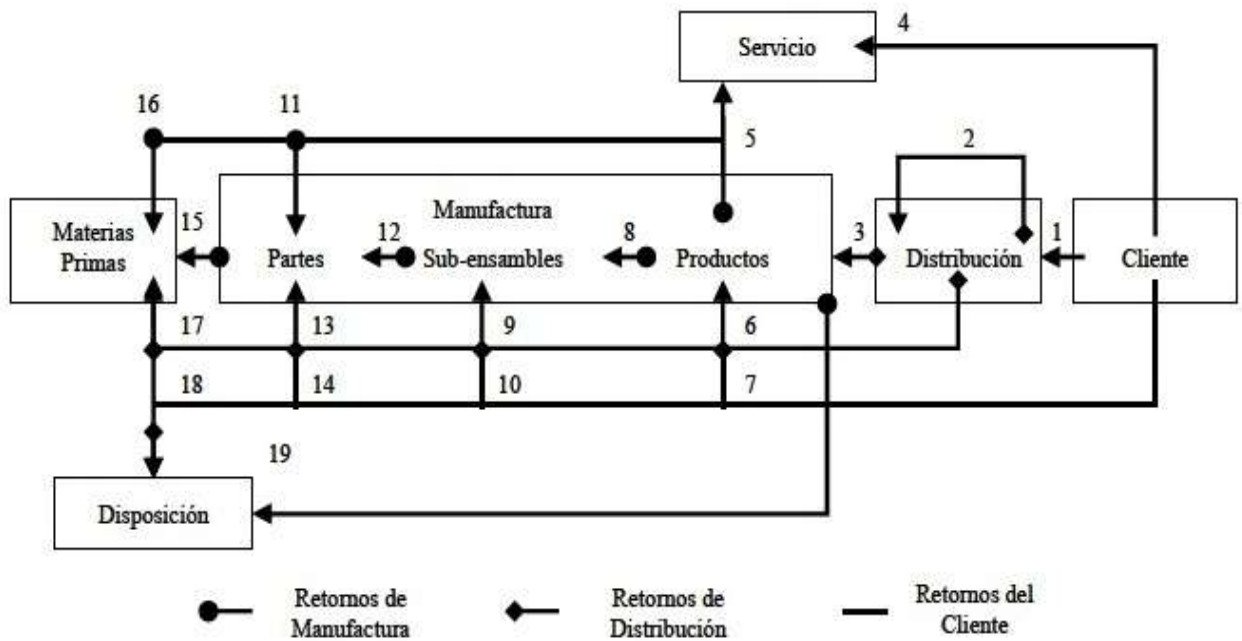 4
Servicio
16
11
5
2
Manufactura
Materias
Primas
15
Partes
12
Sub-ensambles
8
Productos
3
Distribución
1
Cliente
17
13
9
6
18
14
10
7
19
Disposición
Retornos de
Manufactura
Retornos de
Distribución
Retornos del
Cliente